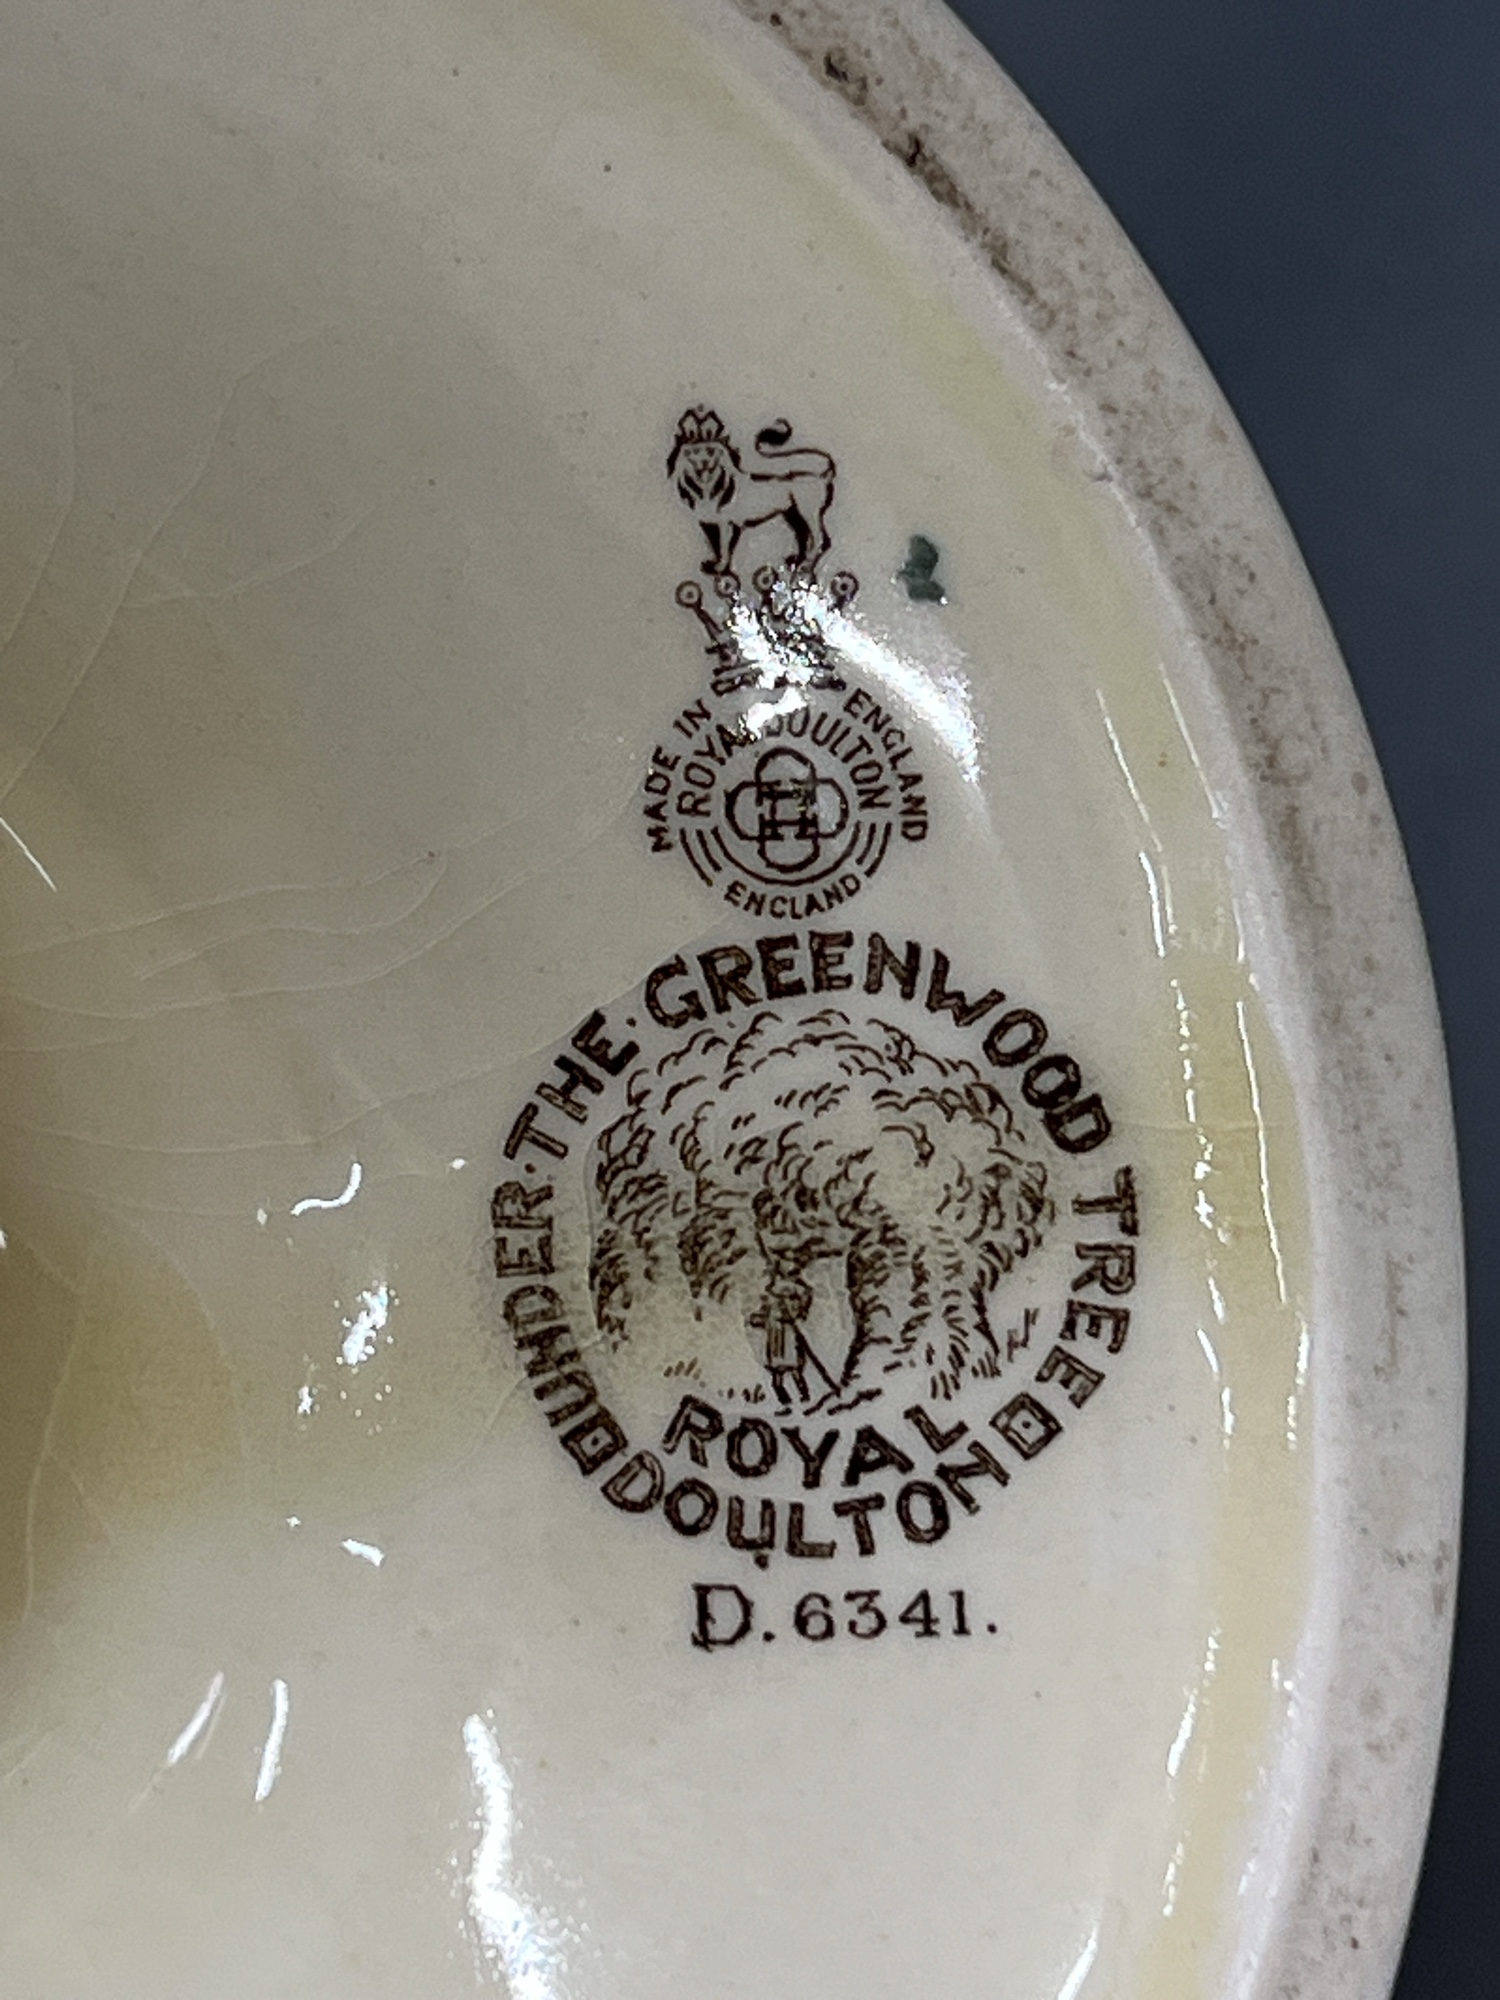 MADE IN ENGLAND
ROYAL DOULTON
ENGLAND
UNDER·THE·GREENWOOD TREE
ROYAL
DOULTON
D.6341.